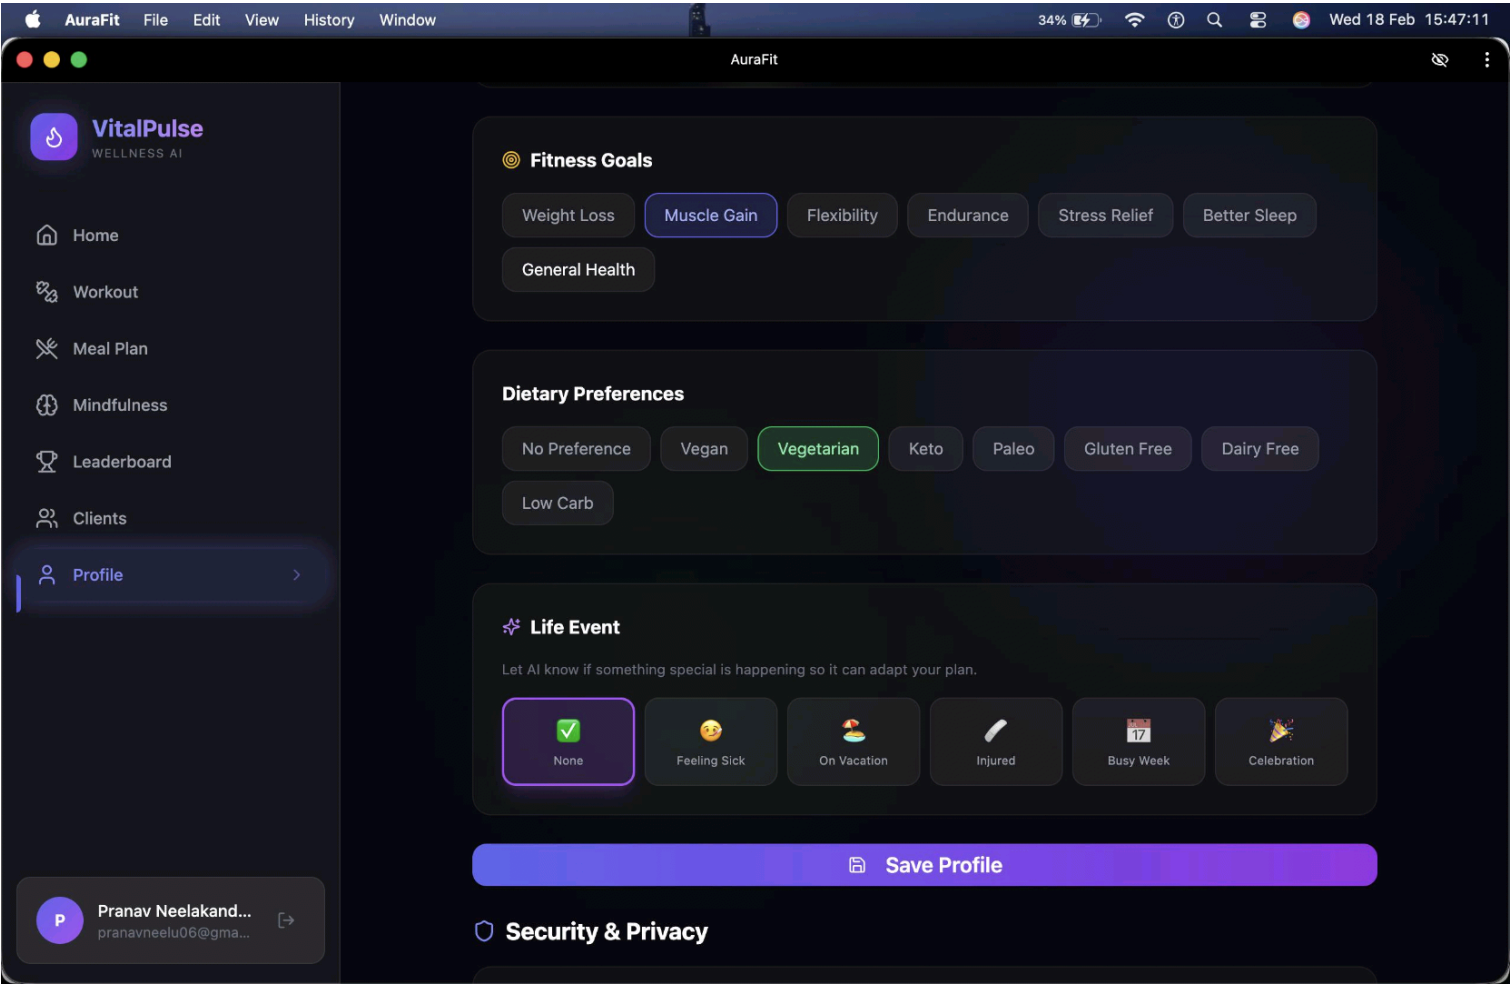 AuraFit File Edit View History Window 34% Wed 18 Feb 15:47:11
AuraFit
VitalPulse
WELLNESS AI
Home
Workout
Meal Plan
Mindfulness
Leaderboard
Clients
Profile
Pranav Neelakand...
pranavneelu06@gma...
Fitness Goals
Weight Loss Muscle Gain Flexibility Endurance Stress Relief Better Sleep
General Health
Dietary Preferences
No Preference Vegan Vegetarian Keto Paleo Gluten Free Dairy Free
Low Carb
Life Event
Let AI know if something special is happening so it can adapt your plan.
17
None Feeling Sick On Vacation Injured Busy Week Celebration
Save Profile
Security & Privacy
P